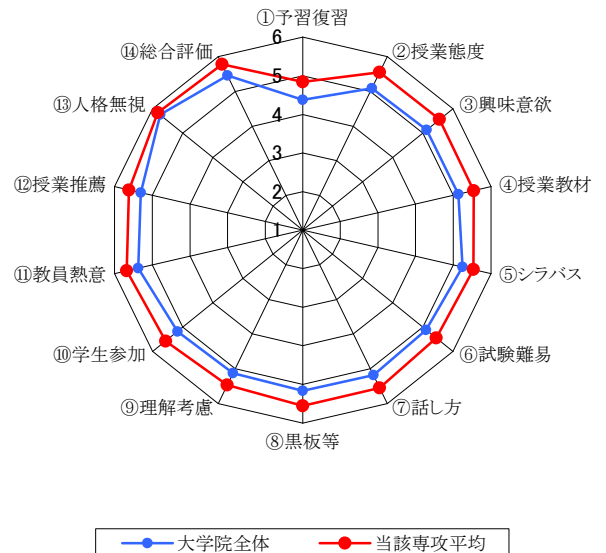 ①予習復習
②授業態度
③興味意欲
④授業教材
⑤シラバス
⑥試験難易
⑦話し方
⑧黒板等
⑨理解考慮
⑩学生参加
⑪教員熱意
⑫授業推薦
⑬人格無視
⑭総合評価
6
5
4
3
2
1
大学院全体
当該専攻平均